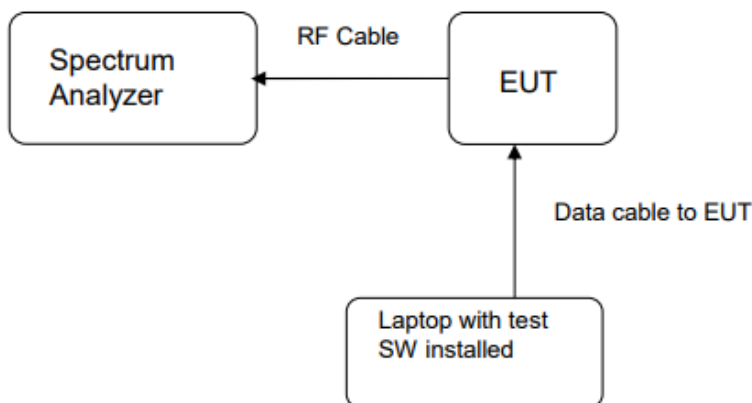 RF Cable
Spectrum
Analyzer
EUT
Data cable to EUT
Laptop with test
SW installed